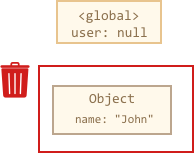 <global>
user: null
Object
name: "John"